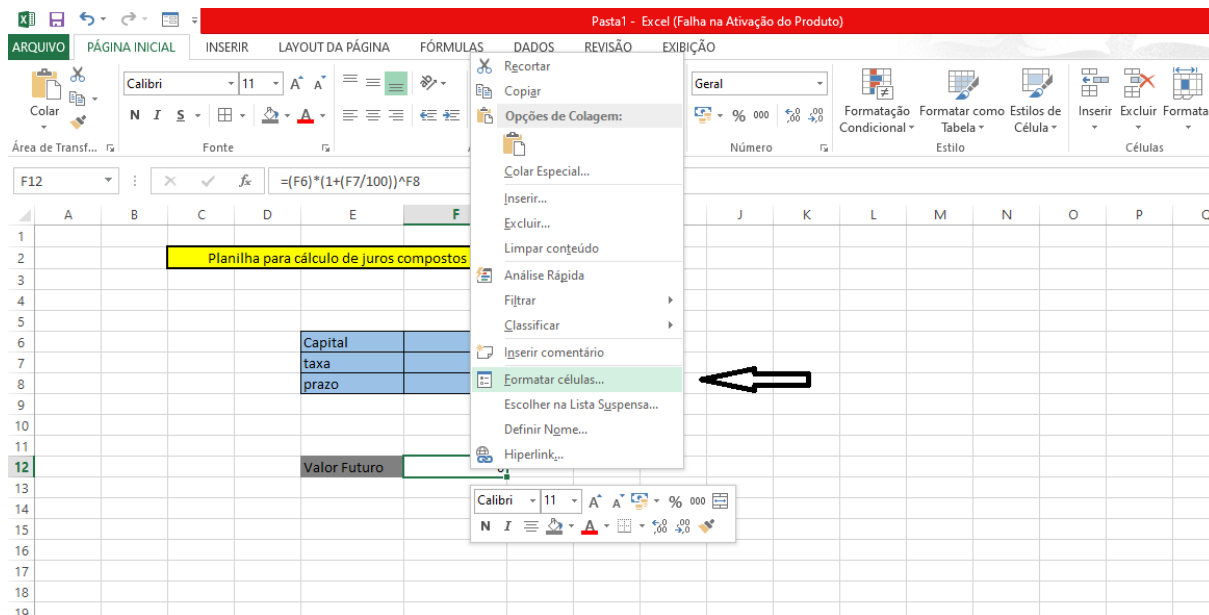 Pasta1 - Excel (Falha na Ativação do Produto)
ARQUIVO PÁGINA INICIAL INSERIR LAYOUT DA PÁGINA FÓRMULAS DADOS REVISÃO EXIBIÇÃO
Colar
Área de Transf...
Calibri 11 A A
N I S A
Fonte
Geral
% 000 ,00
Número
Formatação Condicional
Formatar como Tabela
Estilos de Célula
Estilo
Inserir Excluir Formata
Células
F12 fx =(F6)*(1+(F7/100))^F8
A B C D E F J K L M N O P
1
2 Planilha para cálculo de juros compostos
3
4
5
6 Capital
7 taxa
8 prazo
9
10
11
12 Valor Futuro
13
14
15
16
17
18
19
Recortar
Copiar
Opções de Colagem:
Colar Especial...
Inserir...
Excluir...
Limpar conteúdo
Análise Rápida
Filtrar
Classificar
Inserir comentário
Formatar células...
Escolher na Lista Suspensa...
Definir Nome...
Hiperlink...
Calibri 11 A A % 000
N I A ,00